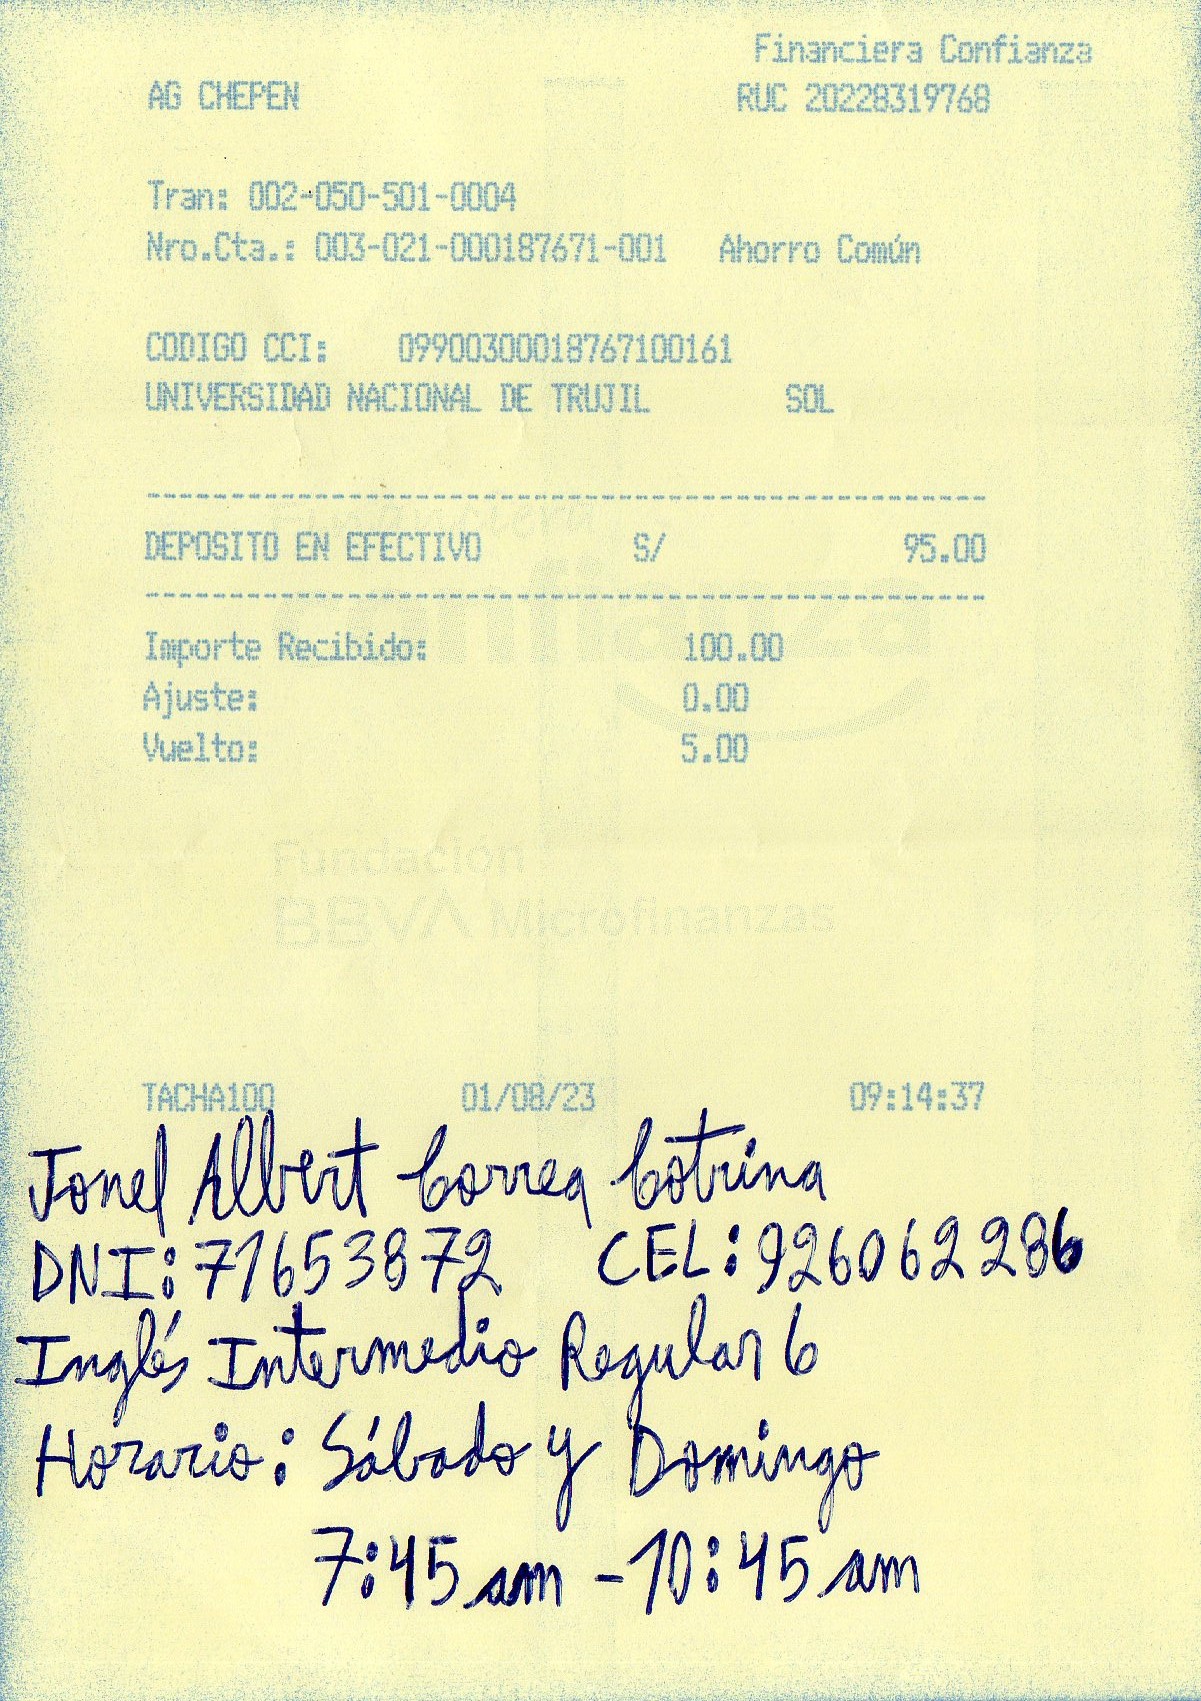 Financiera Confianza
AG CHEPEN RUC 20228319768
Tran: 002-050-501-0004
Nro.Cta.: 003-021-000187671-001 Ahorro Común
CODIGO CCI: 09900300018767100161
UNIVERSIDAD NACIONAL DE TRUJIL SOL
DEPOSITO EN EFECTIVO S/ 95.00
Importe Recibido: 100.00
Ajuste: 0.00
Vuelto: 5.00
Fundación
BBVA Microfinanzas
TACHA100 01/08/23 09:14:37
Jonel Albert Correa Cotrina
DNI: 71653872 CEL: 926062286
Inglés Intermedio Regular 6
Horario: Sábado y Domingo
7:45 am - 10:45 am